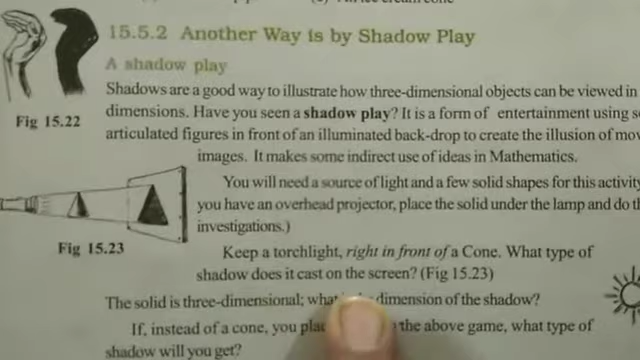 15.5.2 Another Way is by Shadow Play
A shadow play
Shadows are a good way to illustrate how three-dimensional objects can be viewed in
dimensions. Have you seen a shadow play? It is a form of entertainment using
articulated figures in front of an illuminated back-drop to create the illusion of
images. It makes some indirect use of ideas in Mathematics.
Fig 15.22
You will need a source of light and a few solid shapes for this activity
you have an overhead projector, place the solid under the lamp and do
investigations.)
Fig 15.23
Keep a torchlight, right in front of a Cone. What type of
shadow does it cast on the screen? (Fig 15.23)
The solid is three-dimensional; what dimension of the shadow?
If, instead of a cone, you the above game, what type of
shadow will you get?